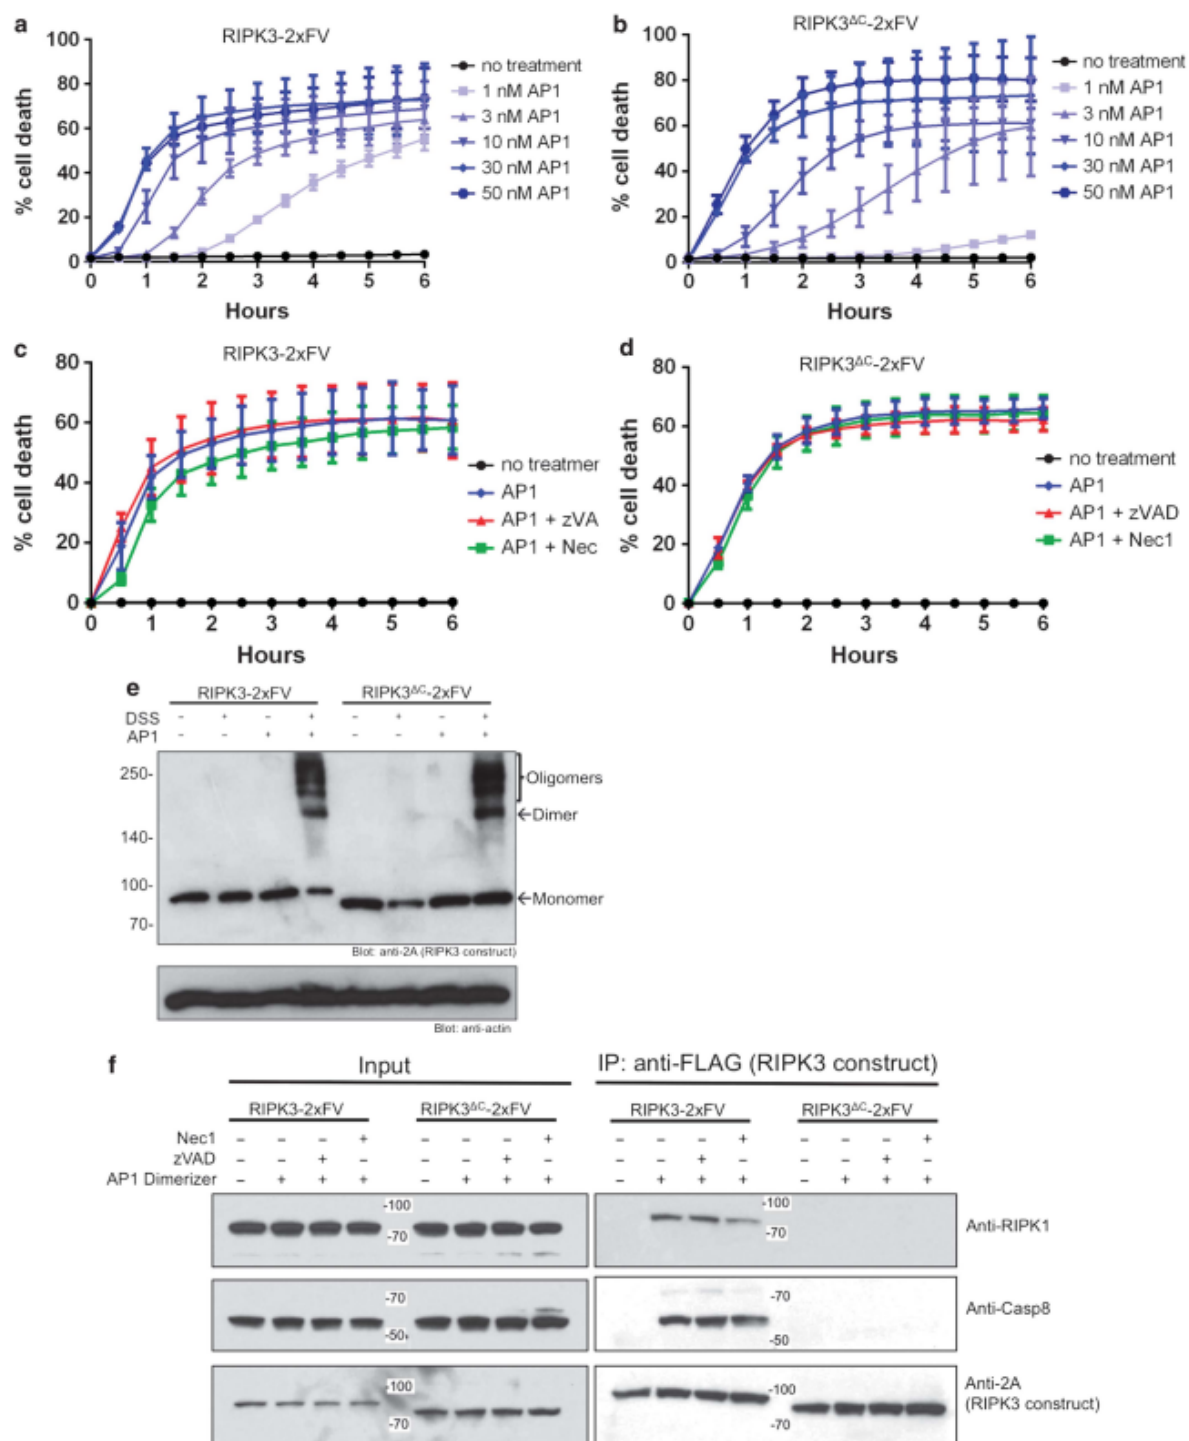 a
RIPK3-2xFV
100
80
60
40
20
0
% cell death
0 1 2 3 4 5 6
Hours
no treatment
1 nM AP1
3 nM AP1
10 nM AP1
30 nM AP1
50 nM AP1
b
RIPK3ΔC-2xFV
100
80
60
40
20
0
% cell death
0 1 2 3 4 5 6
Hours
no treatment
1 nM AP1
3 nM AP1
10 nM AP1
30 nM AP1
50 nM AP1
c
RIPK3-2xFV
80
60
40
20
0
% cell death
0 1 2 3 4 5 6
Hours
no treatmer
AP1
AP1 + zVA
AP1 + Nec
d
RIPK3ΔC-2xFV
80
60
40
20
0
% cell death
0 1 2 3 4 5 6
Hours
no treatment
AP1
AP1 + zVAD
AP1 + Nec1
e
RIPK3-2xFV RIPK3ΔC-2xFV
DSS - + - + - + - +
AP1 - - + + - - + +
250-
140-
100-
70-
Oligomers
←Dimer
←Monomer
Blot: anti-2A (RIPK3 construct)
Blot: anti-actin
f
Input IP: anti-FLAG (RIPK3 construct)
RIPK3-2xFV RIPK3ΔC-2xFV RIPK3-2xFV RIPK3ΔC-2xFV
Nec1 - - - + - - - + - - - + - - - +
zVAD - - + - - - + - - - + - - - + -
AP1 Dimerizer - + + + - + + + - + + + - + + +
-100 -100
-70 -70
Anti-RIPK1
-70 -70
-50 -50
Anti-Casp8
-100 -100
-70 -70
Anti-2A
(RIPK3 construct)